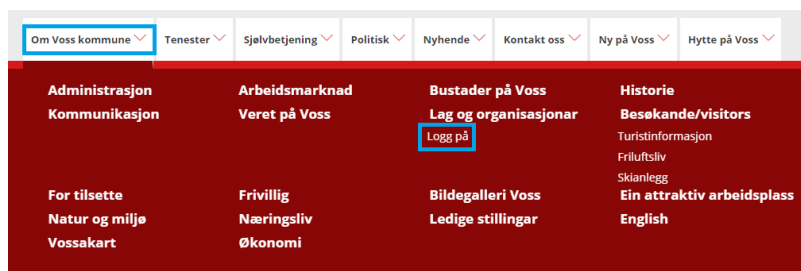 Om Voss kommune Tenester Sjølvbetjening Politisk Nyhende Kontakt oss Ny på Voss Hytte på Voss
Administrasjon Arbeidsmarknad Bustader på Voss Historie
Kommunikasjon Veret på Voss Lag og organisasjonar Besøkande/visitors
Logg på Turistinformasjon
Friluftsliv
Skianlegg
For tilsette Frivillig Bildegalleri Voss Ein attraktiv arbeidsplass
Natur og miljø Næringsliv Ledige stillingar English
Vossakart Økonomi